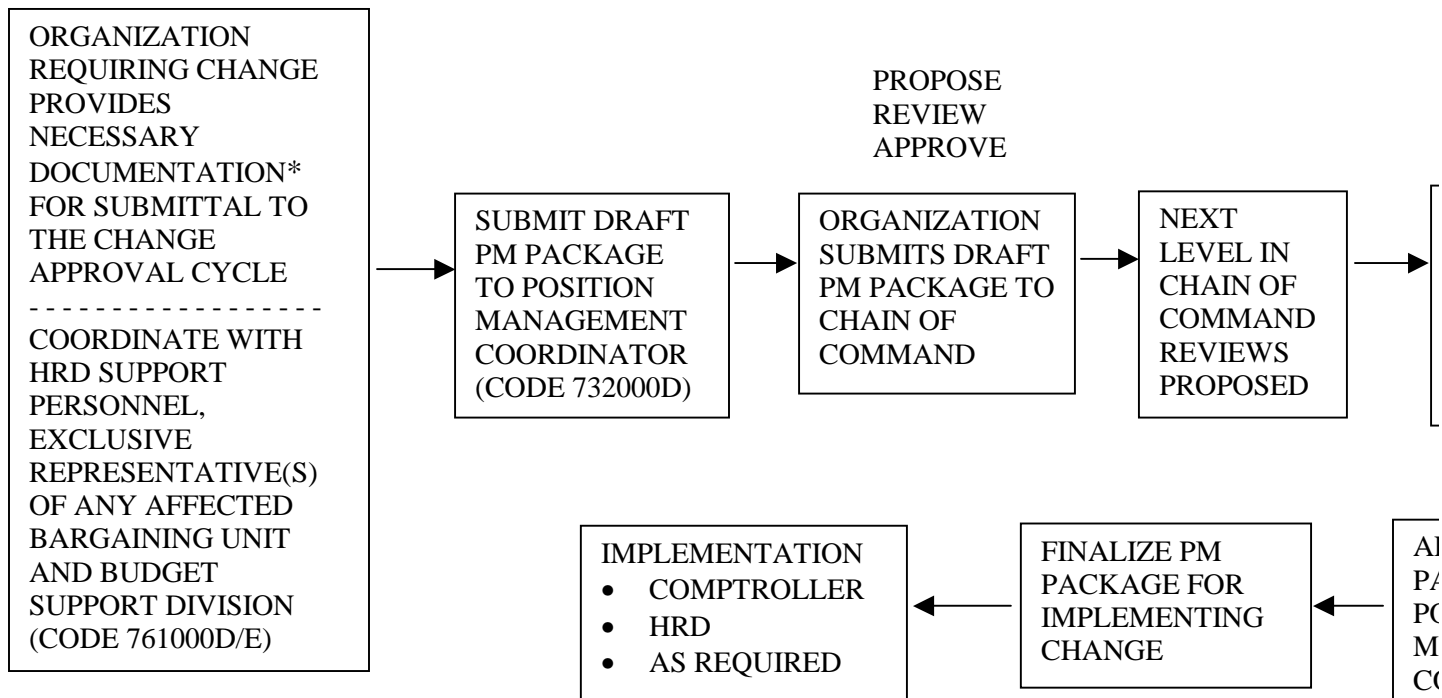 ORGANIZATION
REQUIRING CHANGE
PROVIDES
NECESSARY
DOCUMENTATION*
FOR SUBMITTAL TO
THE CHANGE
APPROVAL CYCLE
- - - - - - - - - - - - - - - - - -
COORDINATE WITH
HRD SUPPORT
PERSONNEL,
EXCLUSIVE
REPRESENTATIVE(S)
OF ANY AFFECTED
BARGAINING UNIT
AND BUDGET
SUPPORT DIVISION
(CODE 761000D/E)
PROPOSE
REVIEW
APPROVE
SUBMIT DRAFT
PM PACKAGE
TO POSITION
MANAGEMENT
COORDINATOR
(CODE 732000D)
ORGANIZATION
SUBMITS DRAFT
PM PACKAGE TO
CHAIN OF
COMMAND
NEXT
LEVEL IN
CHAIN OF
COMMAND
REVIEWS
PROPOSED
IMPLEMENTATION
• COMPTROLLER
• HRD
• AS REQUIRED
FINALIZE PM
PACKAGE FOR
IMPLEMENTING
CHANGE